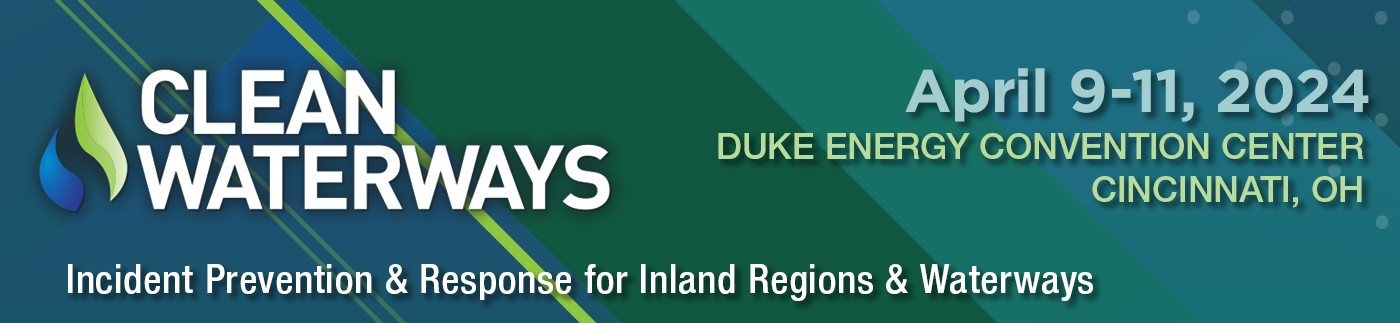 CLEAN
WATERWAYS
April 9-11, 2024
DUKE ENERGY CONVENTION CENTER
CINCINNATI, OH
Incident Prevention & Response for Inland Regions & Waterways